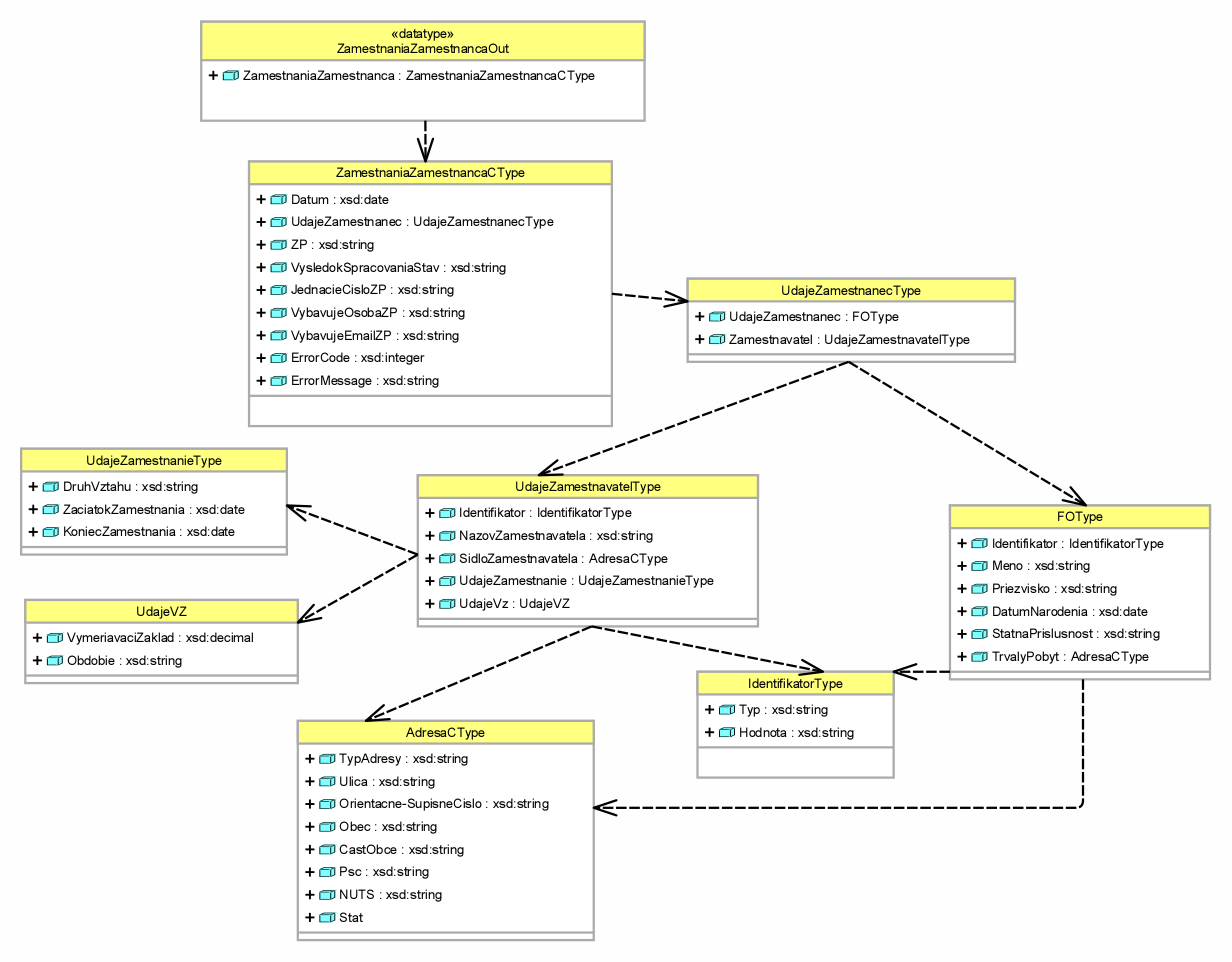 «datatype»
ZamestnaniaZamestnancaOut
ZamestnaniaZamestnanca : ZamestnaniaZamestnancaCType
ZamestnaniaZamestnancaCType
Datum : xsd:date
UdajeZamestnanec : UdajeZamestnanecType
ZP : xsd:string
VysledokSpracovaniaStav : xsd:string
JednacieCisloZP : xsd:string
VybavujeOsobaZP : xsd:string
VybavujeEmailZP : xsd:string
ErrorCode : xsd:integer
ErrorMessage : xsd:string
UdajeZamestnanecType
UdajeZamestnanec : FOType
Zamestnavatel : UdajeZamestnavatelType
UdajeZamestnanieType
DruhVztahu : xsd:string
ZaciatokZamestnania : xsd:date
KoniecZamestnania : xsd:date
UdajeZamestnavatelType
Identifikator : IdentifikatorType
NazovZamestnavatela : xsd:string
SidloZamestnavatela : AdresaCType
UdajeZamestnanie : UdajeZamestnanieType
UdajeVz : UdajeVZ
FOType
Identifikator : IdentifikatorType
Meno : xsd:string
Priezvisko : xsd:string
DatumNarodenia : xsd:date
StatnaPrislusnost : xsd:string
TrvalyPobyt : AdresaCType
UdajeVZ
VymeriavaciZaklad : xsd:decimal
Obdobie : xsd:string
IdentifikatorType
Typ : xsd:string
Hodnota : xsd:string
AdresaCType
TypAdresy : xsd:string
Ulica : xsd:string
Orientacne-SupisneCislo : xsd:string
Obec : xsd:string
CastObce : xsd:string
Psc : xsd:string
NUTS : xsd:string
Stat